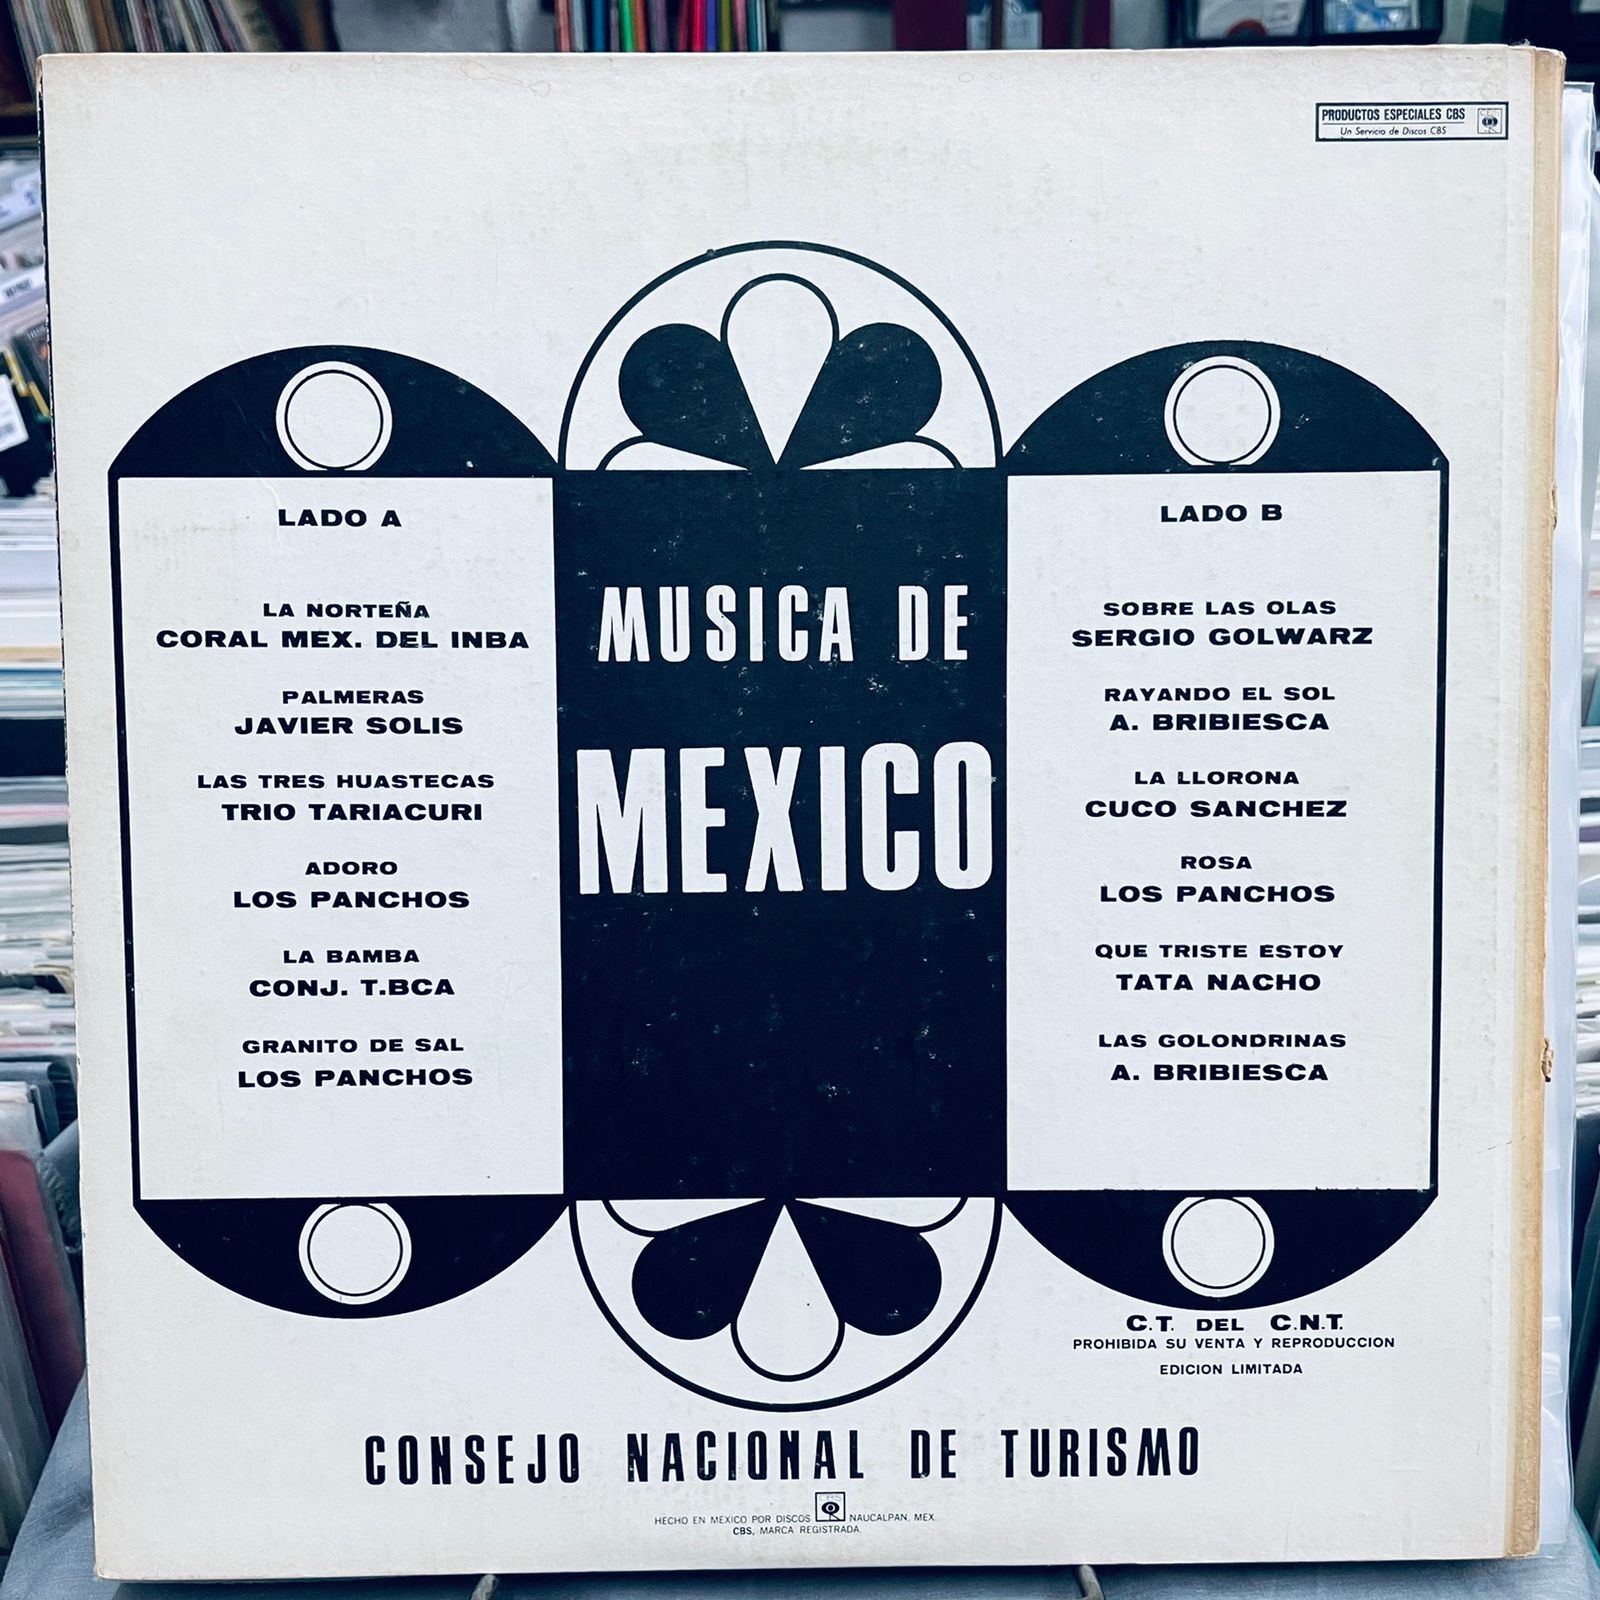 PRODUCTOS ESPECIALES CBS
Un Servicio de Discos CBS
LADO A
LA NORTEÑA
CORAL MEX. DEL INBA
PALMERAS
JAVIER SOLIS
LAS TRES HUASTECAS
TRIO TARIACURI
ADORO
LOS PANCHOS
LA BAMBA
CONJ. T.BCA
GRANITO DE SAL
LOS PANCHOS
MUSICA DE
MEXICO
LADO B
SOBRE LAS OLAS
SERGIO GOLWARZ
RAYANDO EL SOL
A. BRIBIESCA
LA LLORONA
CUCO SANCHEZ
ROSA
LOS PANCHOS
QUE TRISTE ESTOY
TATA NACHO
LAS GOLONDRINAS
A. BRIBIESCA
C.T. DEL C.N.T.
PROHIBIDA SU VENTA Y REPRODUCCION
EDICION LIMITADA
CONSEJO NACIONAL DE TURISMO
HECHO EN MEXICO POR DISCOS CBS NAUCALPAN, MEX.
CBS, MARCA REGISTRADA